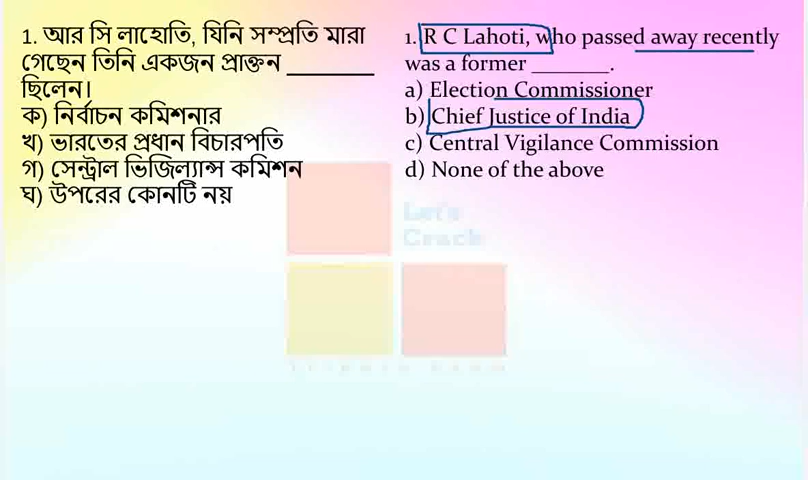 1. আর সি লাহোতি, যিনি সম্প্রতি মারা
গেছেন তিনি একজন প্রাক্তন ________
ছিলেন।
ক) নির্বাচন কমিশনার
খ) ভারতের প্রধান বিচারপতি
গ) সেন্ট্রাল ভিজিল্যান্স কমিশন
ঘ) উপরের কোনটি নয়
1. R C Lahoti, who passed away recently
was a former _______.
a) Election Commissioner
b) Chief Justice of India
c) Central Vigilance Commission
d) None of the above
Let's
Crack